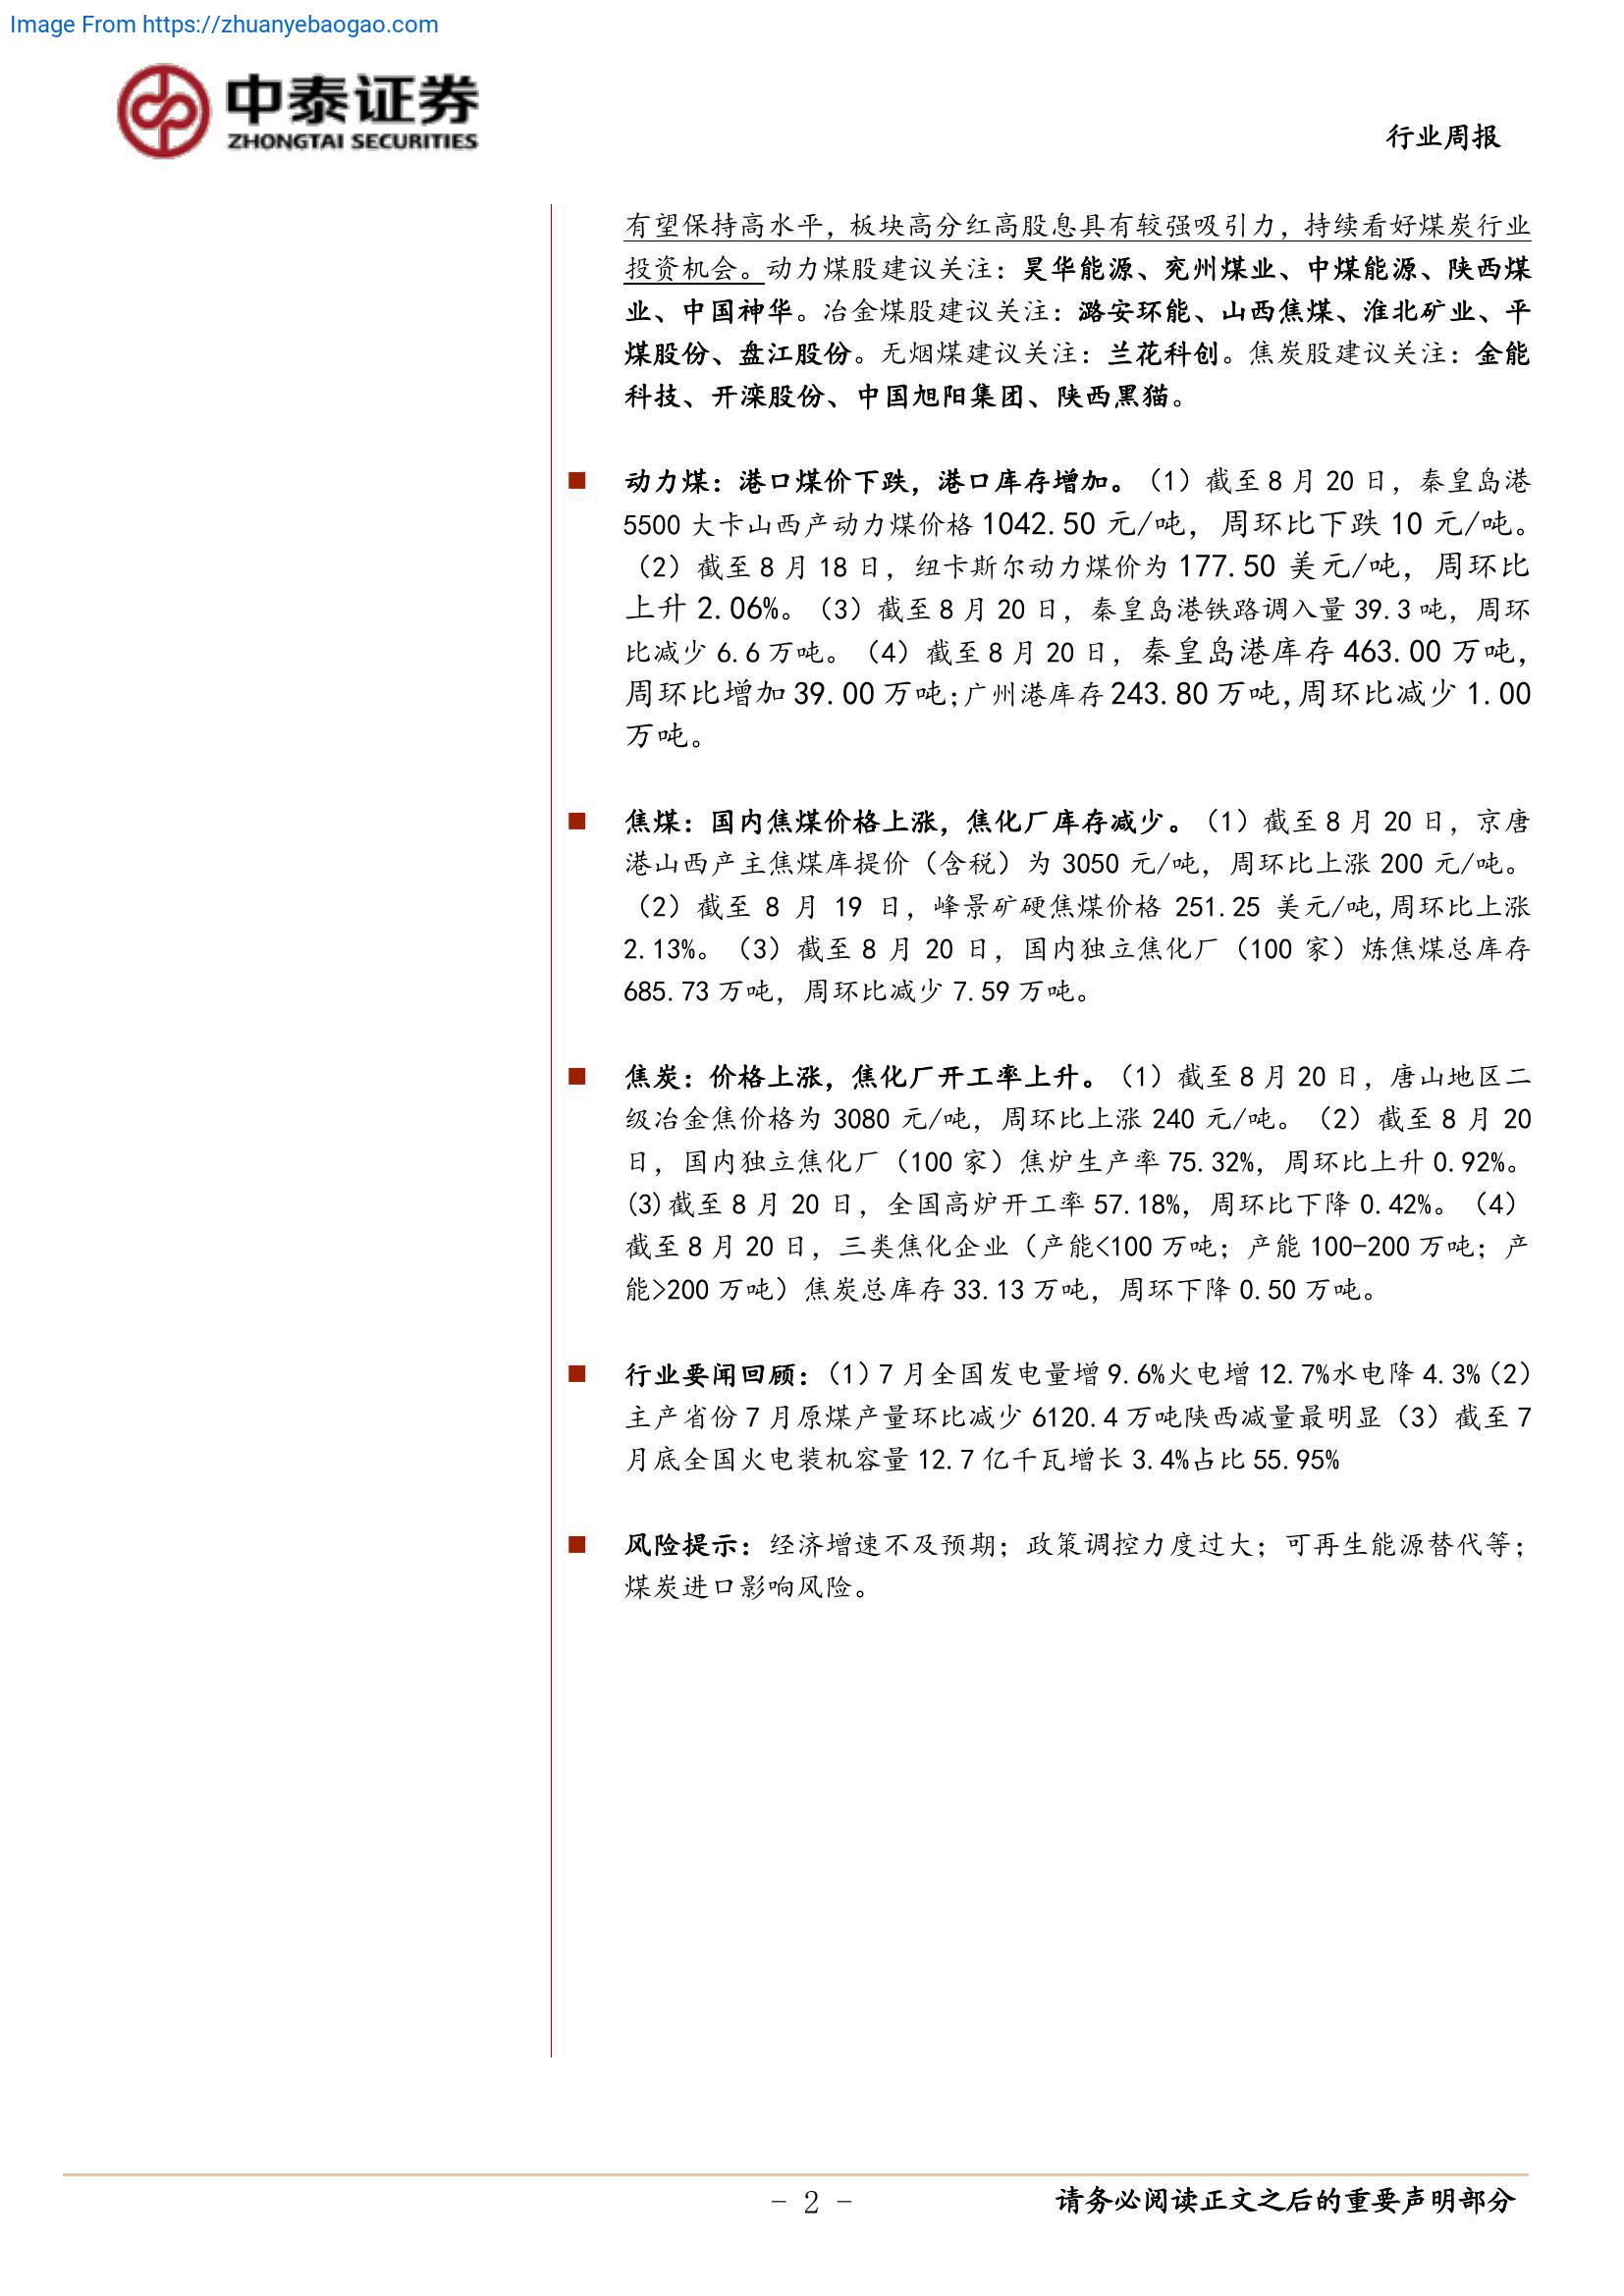 Image From https://zhuanyebaogao.com
中泰证券
ZHONGTAI SECURITIES
行业周报
有望保持高水平，板块高分红高股息具有较强吸引力，持续看好煤炭行业
投资机会。动力煤股建议关注：昊华能源、兖州煤业、中煤能源、陕西煤
业、中国神华。冶金煤股建议关注：潞安环能、山西焦煤、淮北矿业、平
煤股份、盘江股份。无烟煤建议关注：兰花科创。焦炭股建议关注：金能
科技、开滦股份、中国旭阳集团、陕西黑猫。
■ 动力煤：港口煤价下跌，港口库存增加。（1）截至 8 月 20 日，秦皇岛港
5500 大卡山西产动力煤价格 1042.50 元/吨，周环比下跌 10 元/吨。
（2）截至 8 月 18 日，纽卡斯尔动力煤价为 177.50 美元/吨，周环比
上升 2.06%。（3）截至 8 月 20 日，秦皇岛港铁路调入量 39.3 吨，周环
比减少 6.6 万吨。（4）截至 8 月 20 日，秦皇岛港库存 463.00 万吨，
周环比增加 39.00 万吨;广州港库存 243.80 万吨,周环比减少 1.00
万吨。
■ 焦煤：国内焦煤价格上涨，焦化厂库存减少。（1）截至 8 月 20 日，京唐
港山西产主焦煤库提价（含税）为 3050 元/吨，周环比上涨 200 元/吨。
（2）截至 8 月 19 日，峰景矿硬焦煤价格 251.25 美元/吨,周环比上涨
2.13%。（3）截至 8 月 20 日，国内独立焦化厂（100 家）炼焦煤总库存
685.73 万吨，周环比减少 7.59 万吨。
■ 焦炭：价格上涨，焦化厂开工率上升。（1）截至 8 月 20 日，唐山地区二
级冶金焦价格为 3080 元/吨，周环比上涨 240 元/吨。（2）截至 8 月 20
日，国内独立焦化厂（100 家）焦炉生产率 75.32%，周环比上升 0.92%。
(3)截至 8 月 20 日，全国高炉开工率 57.18%，周环比下降 0.42%。（4）
截至 8 月 20 日，三类焦化企业（产能<100 万吨；产能 100-200 万吨；产
能>200 万吨）焦炭总库存 33.13 万吨，周环下降 0.50 万吨。
■ 行业要闻回顾：（1）7 月全国发电量增 9.6%火电增 12.7%水电降 4.3%（2）
主产省份 7 月原煤产量环比减少 6120.4 万吨陕西减量最明显（3）截至 7
月底全国火电装机容量 12.7 亿千瓦增长 3.4%占比 55.95%
■ 风险提示：经济增速不及预期；政策调控力度过大；可再生能源替代等；
煤炭进口影响风险。
- 2 -
请务必阅读正文之后的重要声明部分